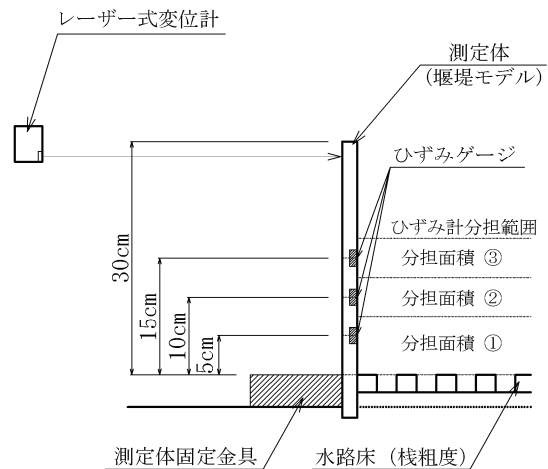 レーザー式変位計
測定体
(堰堤モデル)
ひずみゲージ
ひずみ計分担範囲
分担面積 ③
分担面積 ②
分担面積 ①
30cm
15cm
10cm
5cm
測定体固定金具
水路床 (桟粗度)